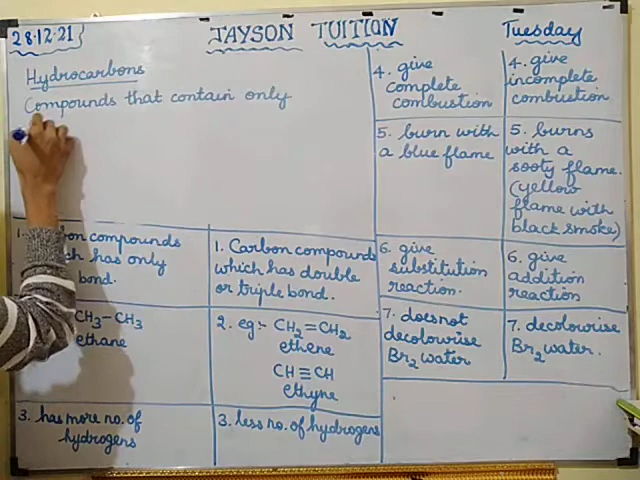 28.12.21
JAYSON TUITION
Tuesday
Hydrocarbons
Compounds that contain only
1. Carbon compounds
which has double
or triple bond.
compounds
has only
bond.
CH3-CH3
ethane
2. eg:- CH2=CH2
ethene
CH≡CH
ethyne
3. has more no. of
hydrogens
3. less no. of hydrogens
4. give
complete
combustion
4. give
incomplete
combustion
5. burn with
a blue flame
5. burns
with a
sooty flame.
(yellow
flame with
black smoke)
6. give
substitution
reaction.
6. give
addition
reaction
7. does not
decolourise
Br2 water
7. decolourise
Br2 water.